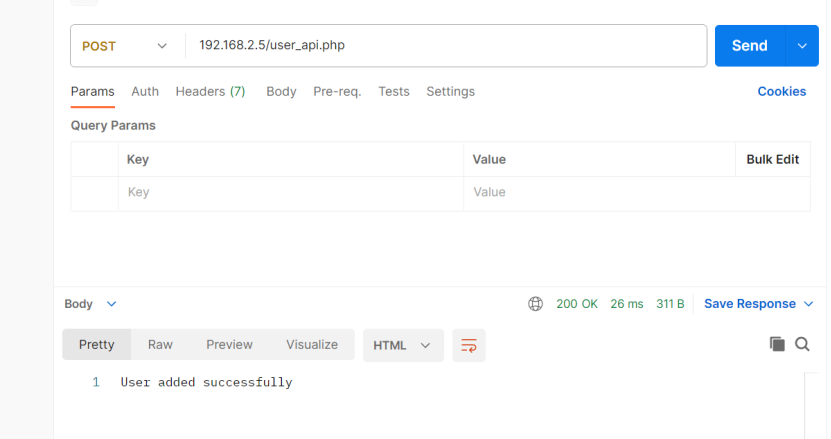 POST 192.168.2.5/user_api.php Send
Params Auth Headers (7) Body Pre-req. Tests Settings Cookies
Query Params
Key Value Bulk Edit
Key Value
Body 200 OK 26 ms 311 B Save Response
Pretty Raw Preview Visualize HTML
1 User added successfully